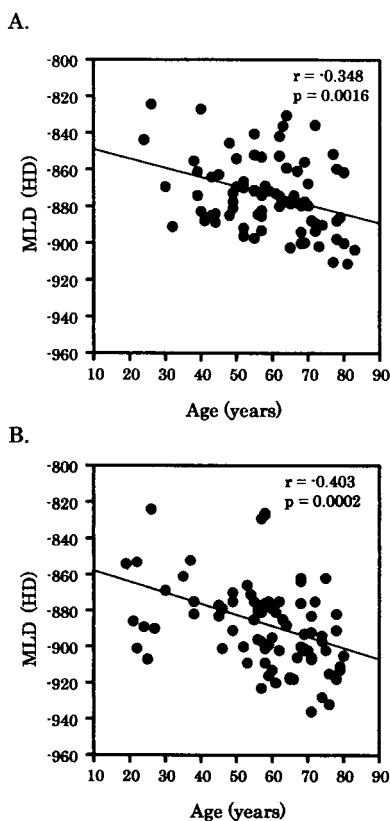 A.
r = -0.348
p = 0.0016
MLD (HD)
-800
-820
-840
-860
-880
-900
-920
-940
-960
10 20 30 40 50 60 70 80 90
Age (years)
B.
r = -0.403
p = 0.0002
MLD (HD)
-800
-820
-840
-860
-880
-900
-920
-940
-960
10 20 30 40 50 60 70 80 90
Age (years)